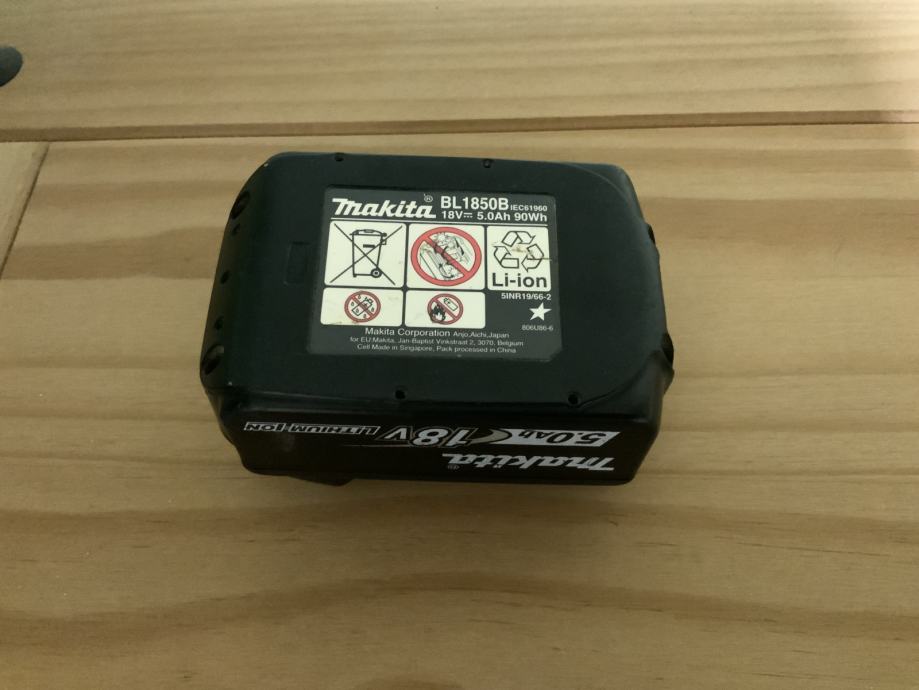 makita® BL1850B IEC61960
18V⎓ 5.0Ah 90Wh
Li-ion
5INR19/66-2
806U86-6
Makita Corporation Anjo,Aichi,Japan
for EU:Makita, Jan-Baptist Vinkstraat 2, 3070, Belgium
Cell Made in Singapore, Pack processed in China
5.0Ah 18V LITHIUM-ION
makita®